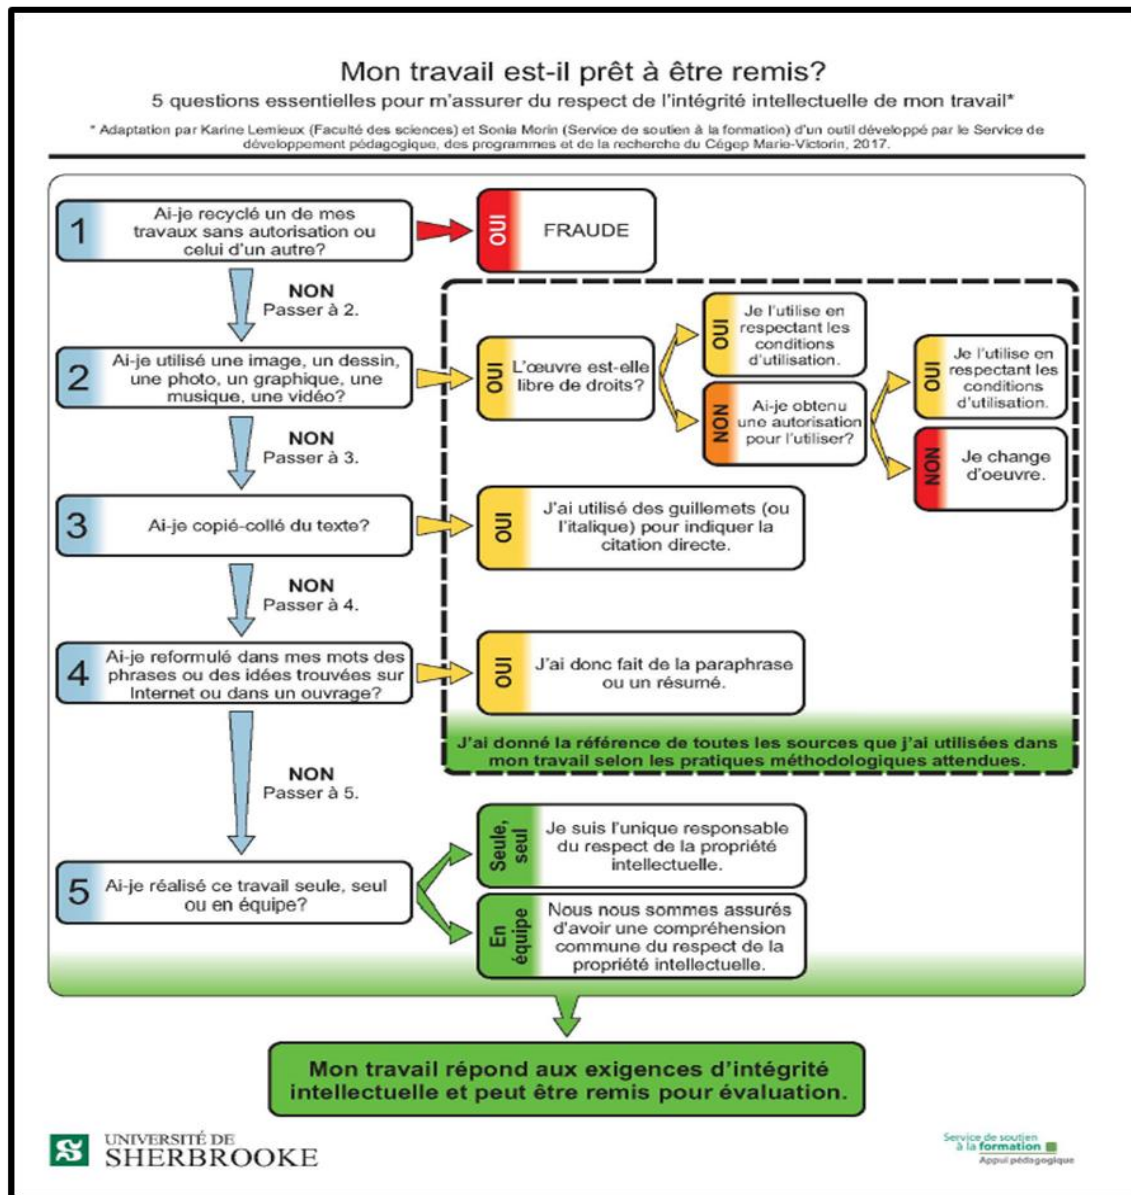 Mon travail est-il prêt à être remis?
5 questions essentielles pour m'assurer du respect de l'intégrité intellectuelle de mon travail*
* Adaptation par Karine Lemieux (Faculté des sciences) et Sonia Morin (Service de soutien à la formation) d'un outil développé par le Service de
développement pédagogique, des programmes et de la recherche du Cégep Marie-Victorin, 2017.
1
Ai-je recyclé un de mes
travaux sans autorisation ou
celui d'un autre?
OUI
FRAUDE
NON
Passer à 2.
2
Ai-je utilisé une image, un dessin,
une photo, un graphique, une
musique, une vidéo?
OUI
L'œuvre est-elle
libre de droits?
OUI
Je l'utilise en
respectant les
conditions
d'utilisation.
NON
Ai-je obtenu
une autorisation
pour l'utiliser?
OUI
Je l'utilise en
respectant les
conditions
d'utilisation.
NON
Je change
d'oeuvre.
NON
Passer à 3.
3
Ai-je copié-collé du texte?
OUI
J'ai utilisé des guillemets (ou
l'italique) pour indiquer la
citation directe.
NON
Passer à 4.
4
Ai-je reformulé dans mes mots des
phrases ou des idées trouvées sur
Internet ou dans un ouvrage?
OUI
J'ai donc fait de la paraphrase
ou un résumé.
J'ai donné la référence de toutes les sources que j'ai utilisées dans
mon travail selon les pratiques méthodologiques attendues.
NON
Passer à 5.
5
Ai-je réalisé ce travail seule, seul
ou en équipe?
Seule,
seul
Je suis l'unique responsable
du respect de la propriété
intellectuelle.
En
équipe
Nous nous sommes assurés
d'avoir une compréhension
commune du respect de la
propriété intellectuelle.
Mon travail répond aux exigences d'intégrité
intellectuelle et peut être remis pour évaluation.
UNIVERSITÉ DE
SHERBROOKE
Service de soutien
à la formation
Appui pédagogique